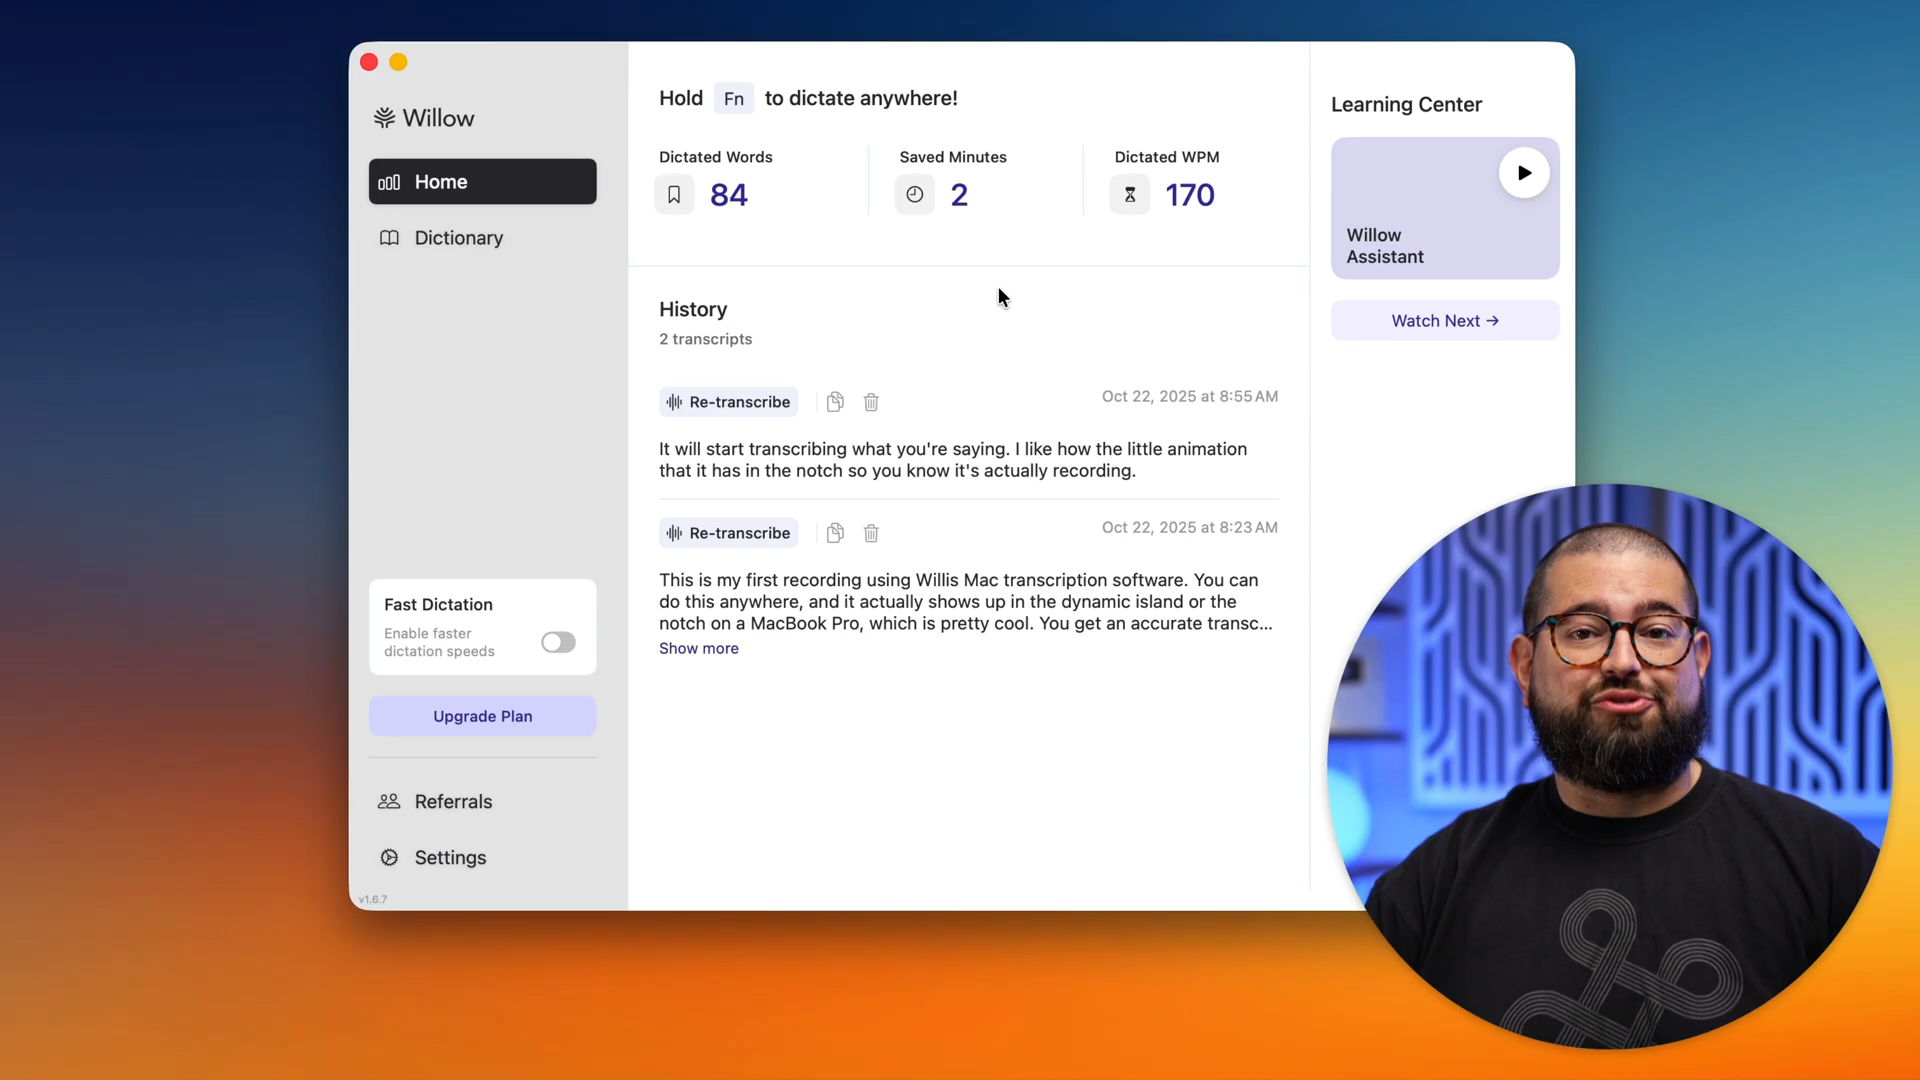 Willow
Home
Dictionary
Fast Dictation
Enable faster
dictation speeds
Upgrade Plan
Referrals
Settings
v1.6.7
Hold Fn to dictate anywhere!
Dictated Words
84
Saved Minutes
2
Dictated WPM
170
History
2 transcripts
Re-transcribe
Oct 22, 2025 at 8:55 AM
It will start transcribing what you're saying. I like how the little animation
that it has in the notch so you know it's actually recording.
Re-transcribe
Oct 22, 2025 at 8:23 AM
This is my first recording using Willis Mac transcription software. You can
do this anywhere, and it actually shows up in the dynamic island or the
notch on a MacBook Pro, which is pretty cool. You get an accurate transc...
Show more
Learning Center
Willow
Assistant
Watch Next →